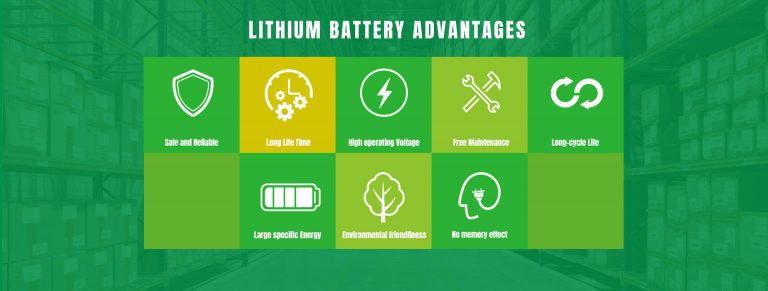 LITHIUM BATTERY ADVANTAGES
Safe and Reliable
Long Life Time
High operating Voltage
Free Maintenance
Long-cycle Life
Large specific Energy
Environmental friendliness
No memory effect